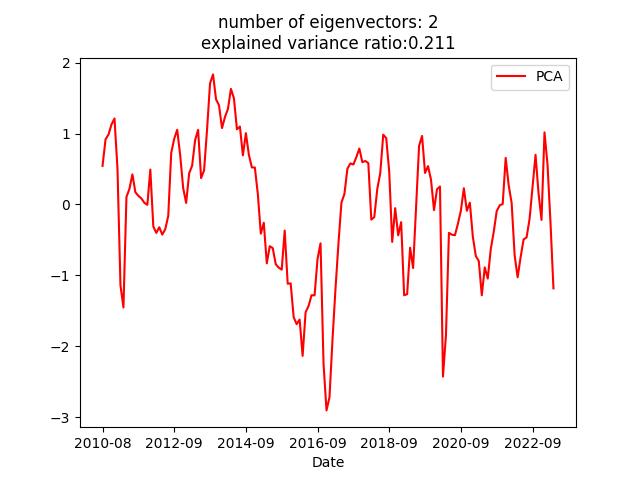 number of eigenvectors: 2
explained variance ratio:0.211
PCA
2
1
0
−1
−2
−3
2010-08 2012-09 2014-09 2016-09 2018-09 2020-09 2022-09
Date